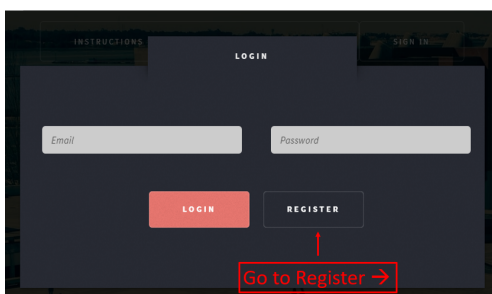 INSTRUCTIONS
SIGN IN
LOGIN
Email
Password
LOGIN
REGISTER
Go to Register →